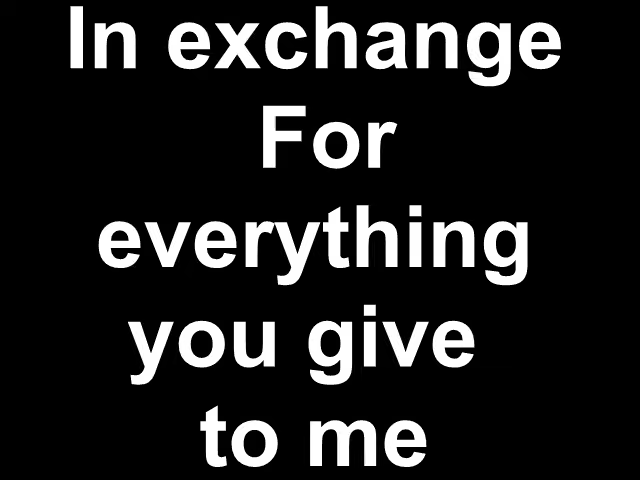 In exchange
For
everything
you give
to me